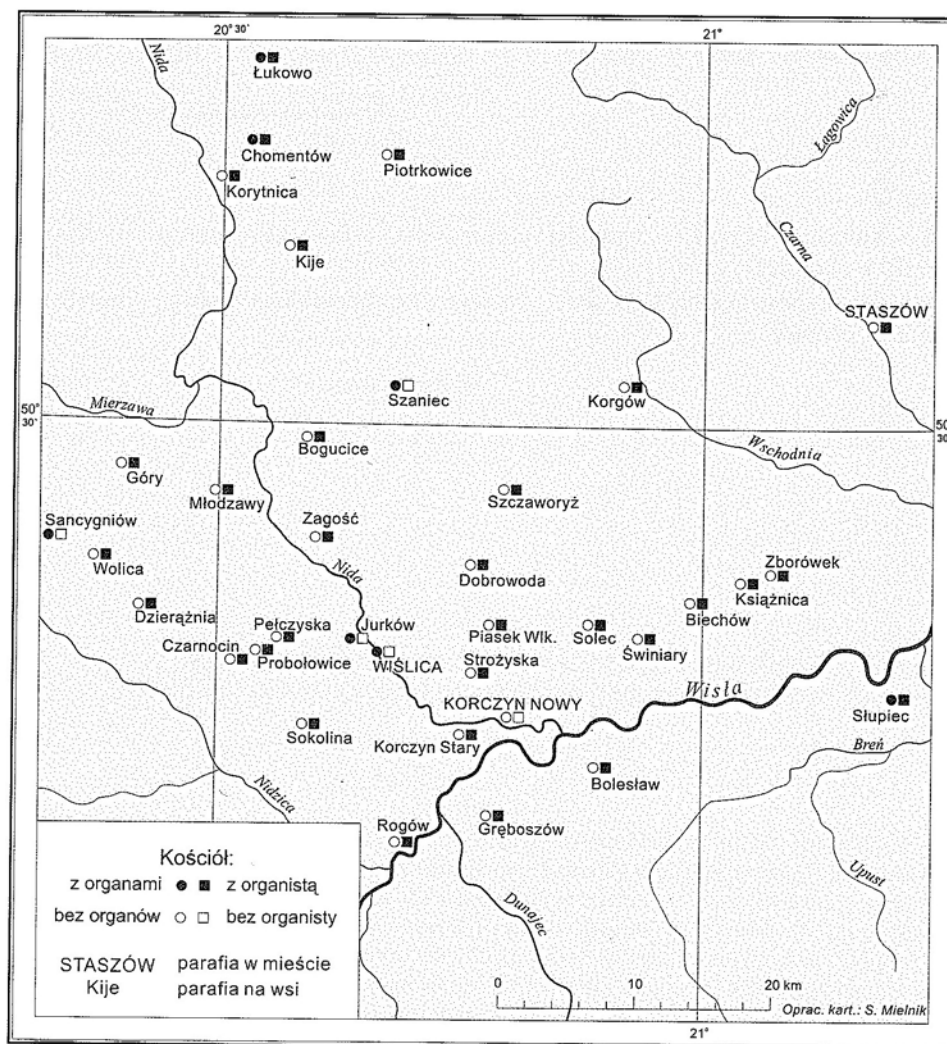 20° 30'
21°
Nida
Łukowo
Chomentów
Korytnica
Piotrkowice
Kije
Łagowica
Czarna
STASZÓW
Mierzawa
50°
30'
Szaniec
Korgów
50°
30'
Wschodnia
Bogucice
Góry
Młodzawy
Szczaworyż
Sancygniów
Zagość
Wolica
Nida
Dobrowoda
Zborówek
Książnica
Dzierążnia
Biechów
Pełczyska
Jurków
Piasek Wlk.
Solec
Świniary
Czarnocin
Probołowice
WIŚLICA
Strożyska
Wisła
KORCZYN NOWY
Słupiec
Sokolina
Korczyn Stary
Breń
Nidzica
Bolesław
Rogów
Gręboszów
Upust
Dunajec
Kościół:
z organami z organistą
bez organów bez organisty
STASZÓW parafia w mieście
Kije parafia na wsi
0 10 20 km
Oprac. kart.: S. Mielnik
21°